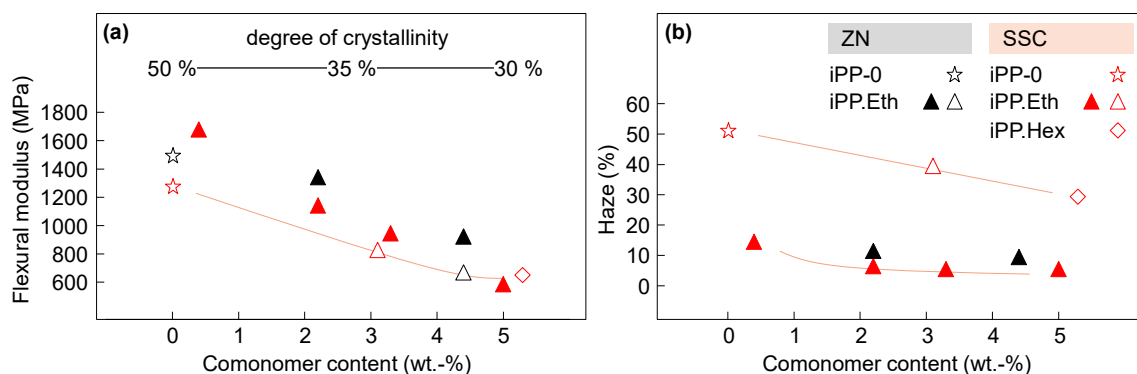 (a)
degree of crystallinity
50 % 35 % 30 %
Flexural modulus (MPa)
1800
1600
1400
1200
1000
800
600
0 1 2 3 4 5
Comonomer content (wt.-%)
(b)
ZN SSC
iPP-0 iPP-0
iPP.Eth iPP.Eth
iPP.Hex
Haze (%)
60
50
40
30
20
10
0
0 1 2 3 4 5
Comonomer content (wt.-%)